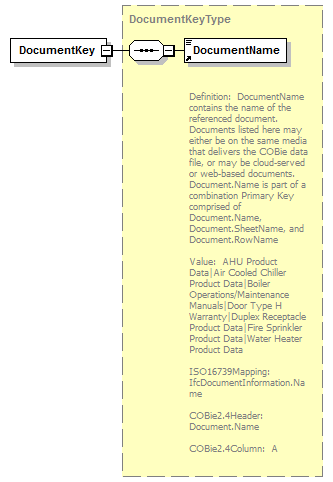 DocumentKeyType
DocumentKey
DocumentName
Definition: DocumentName
contains the name of the
referenced document.
Documents listed here may
either be on the same media
that delivers the COBie data
file, or may be cloud-served
or web-based documents.
Document.Name is part of a
combination Primary Key
comprised of
Document.Name,
Document.SheetName, and
Document.RowName
Value: AHU Product
Data|Air Cooled Chiller
Product Data|Boiler
Operations/Maintenance
Manuals|Door Type H
Warranty|Duplex Receptacle
Product Data|Fire Sprinkler
Product Data|Water Heater
Product Data
ISO16739Mapping:
IfcDocumentInformation.Na
me
COBie2.4Header:
Document.Name
COBie2.4Column: A